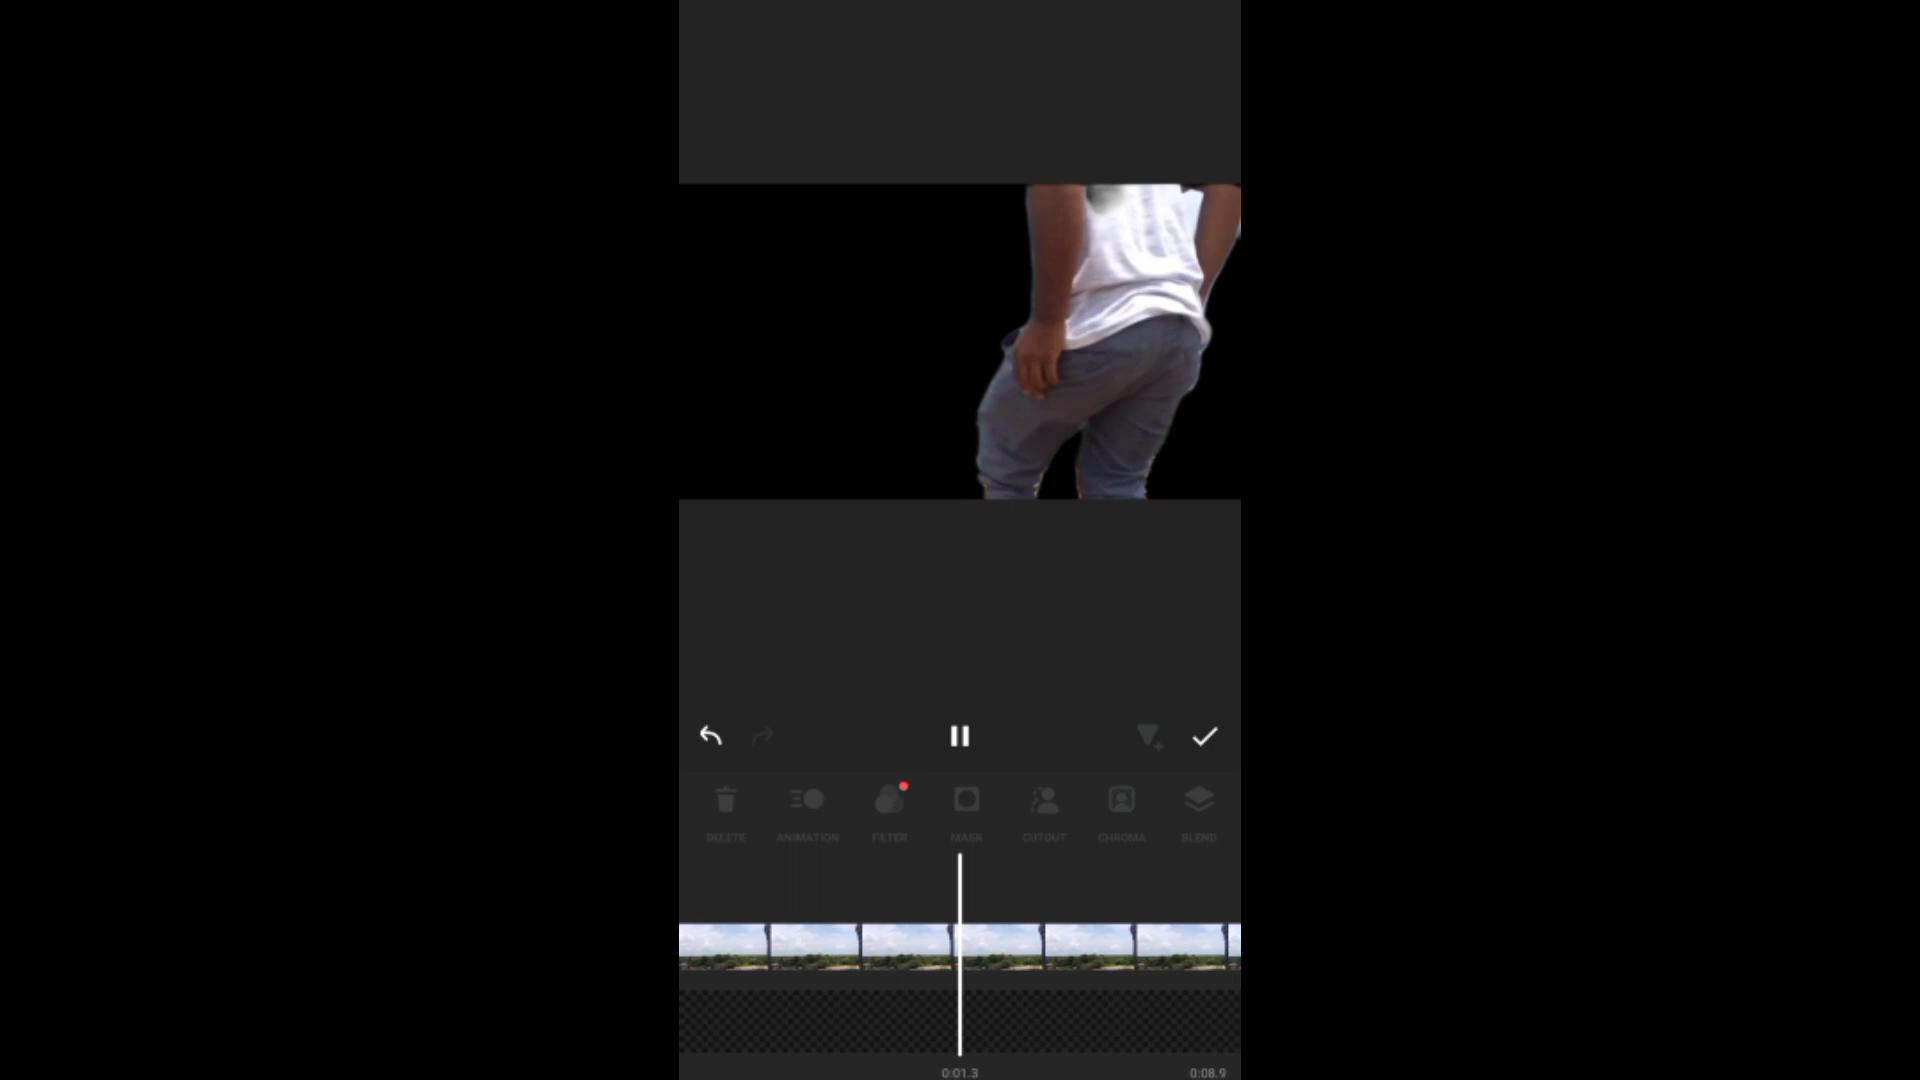 DELETE ANIMATION FILTER MASK CUTOUT CHROMA BLEND
0:01.3 0:08.9